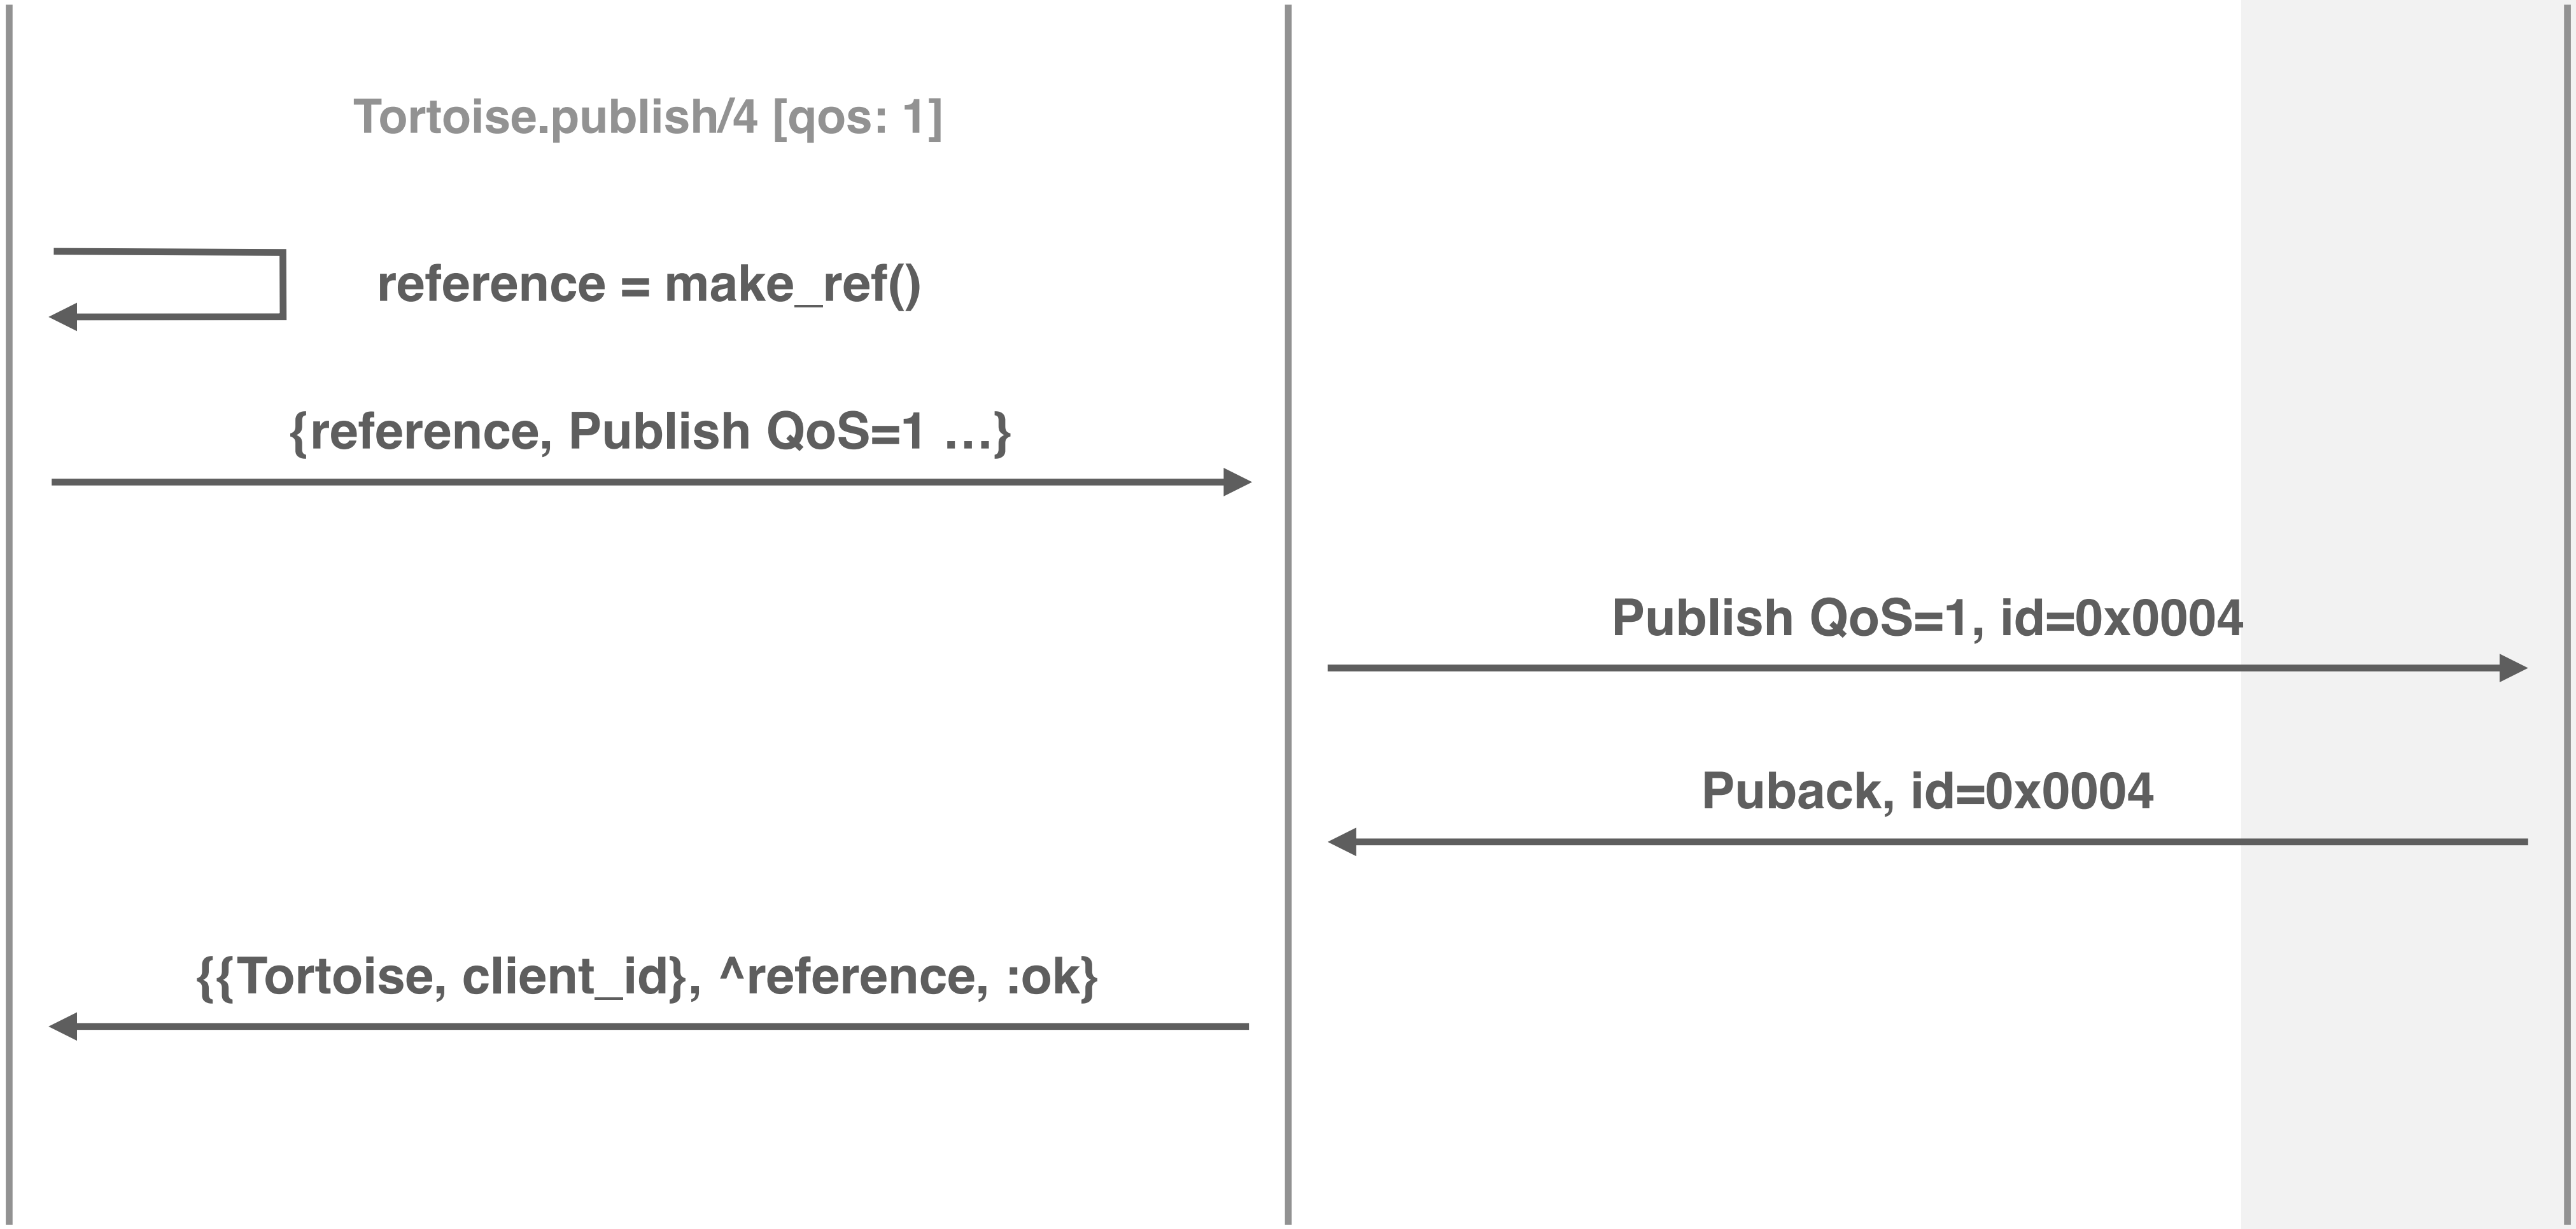 Tortoise.publish/4 [qos: 1]
reference = make_ref()
{reference, Publish QoS=1 …}
Publish QoS=1, id=0x0004
Puback, id=0x0004
{{Tortoise, client_id}, ^reference, :ok}